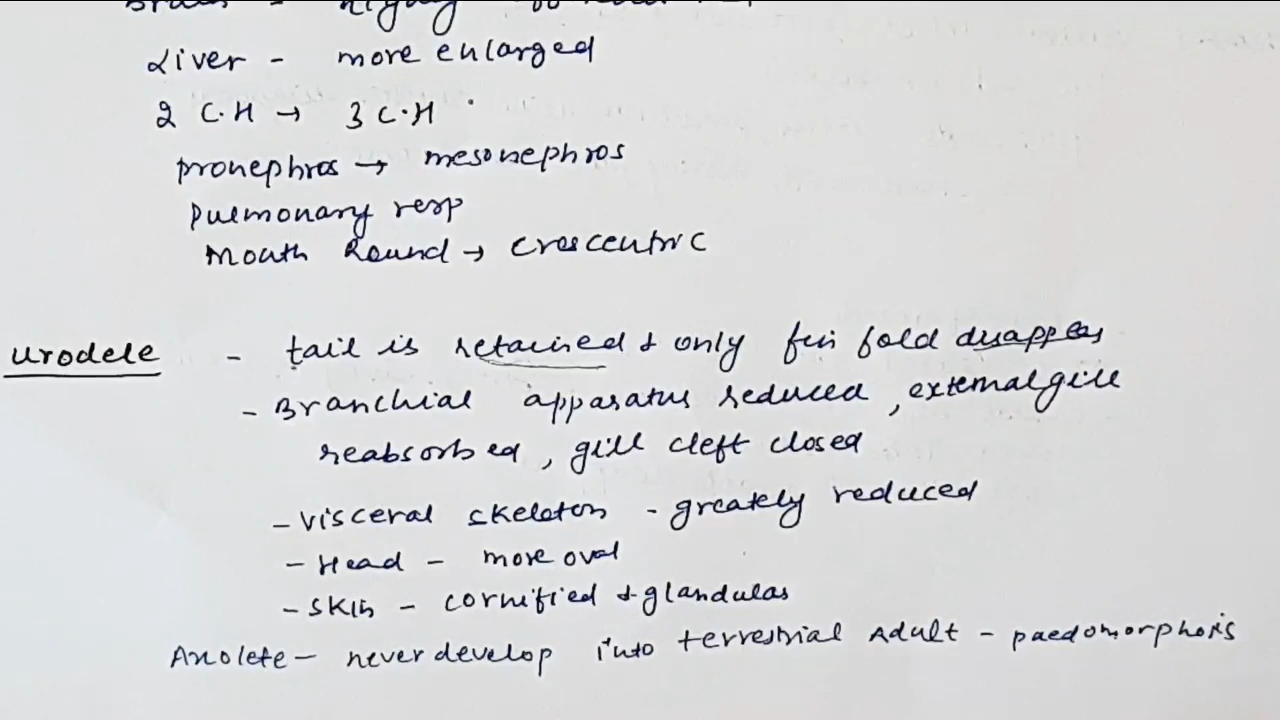 Liver - more enlarged
2 C.H → 3 C.H
pronephros → mesonephros
pulmonary resp
Mouth Round → crescentric
Urodele - tail is retained & only fin fold disappears
- Branchial apparatus reduced, external gill
reabsorbed, gill cleft closed
- Visceral skeleton - greately reduced
- Head - more oval
- Skin - cornified & glandular
Axolete - never develop into terrestrial Adult - paedomorphosis